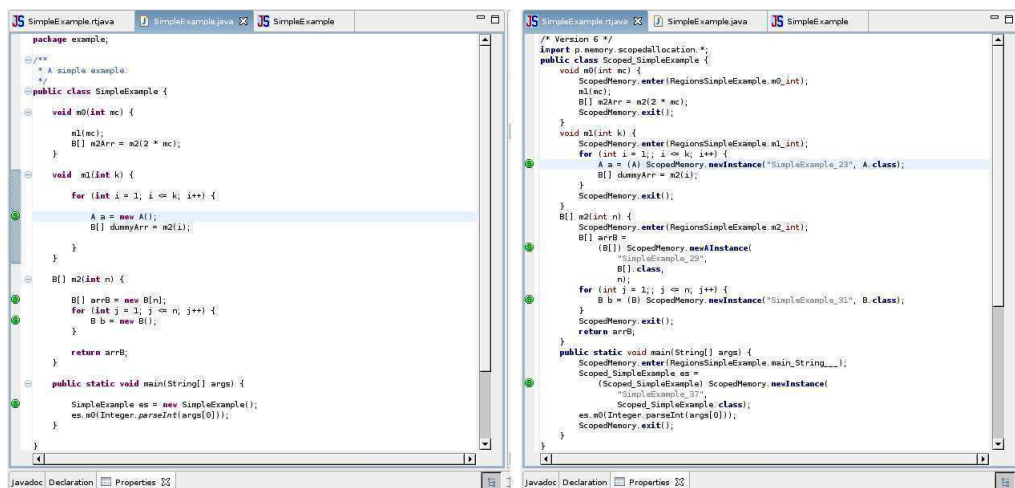 SimpleExample.rtjava SimpleExample.java SimpleExample
package example;
/**
* A simple example.
*/
public class SimpleExample {
void m0(int mc) {
m1(mc);
B[] m2Arr = m2(2 * mc);
}
void m1(int k) {
for (int i = 1; i <= k; i++) {
A a = new A();
B[] dummyArr = m2(i);
}
}
B[] m2(int n) {
B[] arrB = new B[n];
for (int j = 1; j <= n; j++) {
B b = new B();
}
return arrB;
}
public static void main(String[] args) {
SimpleExample es = new SimpleExample();
es.m0(Integer.parseInt(args[0]));
}
}
Javadoc Declaration Properties
SimpleExample.rtjava SimpleExample.java SimpleExample
/* Version 6 */
import p.memory.scopedallocation.*;
public class Scoped_SimpleExample {
void m0(int mc) {
ScopedMemory.enter(RegionsSimpleExample.m0_int);
m1(mc);
B[] m2Arr = m2(2 * mc);
ScopedMemory.exit();
}
void m1(int k) {
ScopedMemory.enter(RegionsSimpleExample.m1_int);
for (int i = 1;; i <= k; i++) {
A a = (A) ScopedMemory.newInstance("SimpleExample_23", A.class);
B[] dummyArr = m2(i);
}
ScopedMemory.exit();
}
B[] m2(int n) {
ScopedMemory.enter(RegionsSimpleExample.m2_int);
B[] arrB =
(B[]) ScopedMemory.newAInstance(
"SimpleExample_29",
B[].class,
n);
for (int j = 1;; j <= n; j++) {
B b = (B) ScopedMemory.newInstance("SimpleExample_31", B.class);
}
ScopedMemory.exit();
return arrB;
}
public static void main(String[] args) {
ScopedMemory.enter(RegionsSimpleExample.main_String___);
Scoped_SimpleExample es =
(Scoped_SimpleExample) ScopedMemory.newInstance(
"SimpleExample_37",
Scoped_SimpleExample.class);
es.m0(Integer.parseInt(args[0]));
ScopedMemory.exit();
}
}
Javadoc Declaration Properties